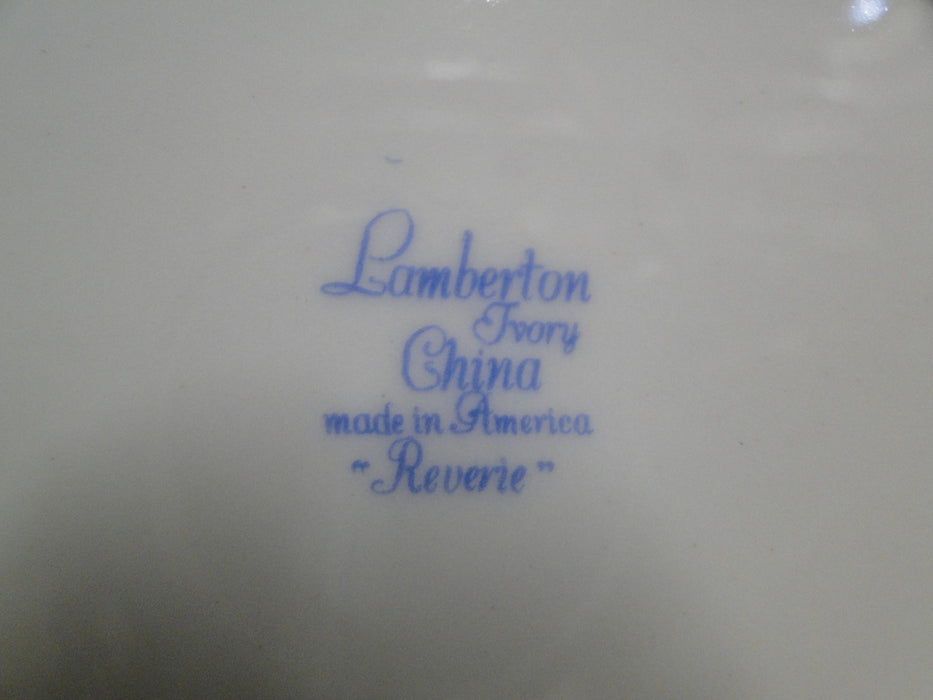 Lamberton
Ivory
China
made in America
"Reverie"